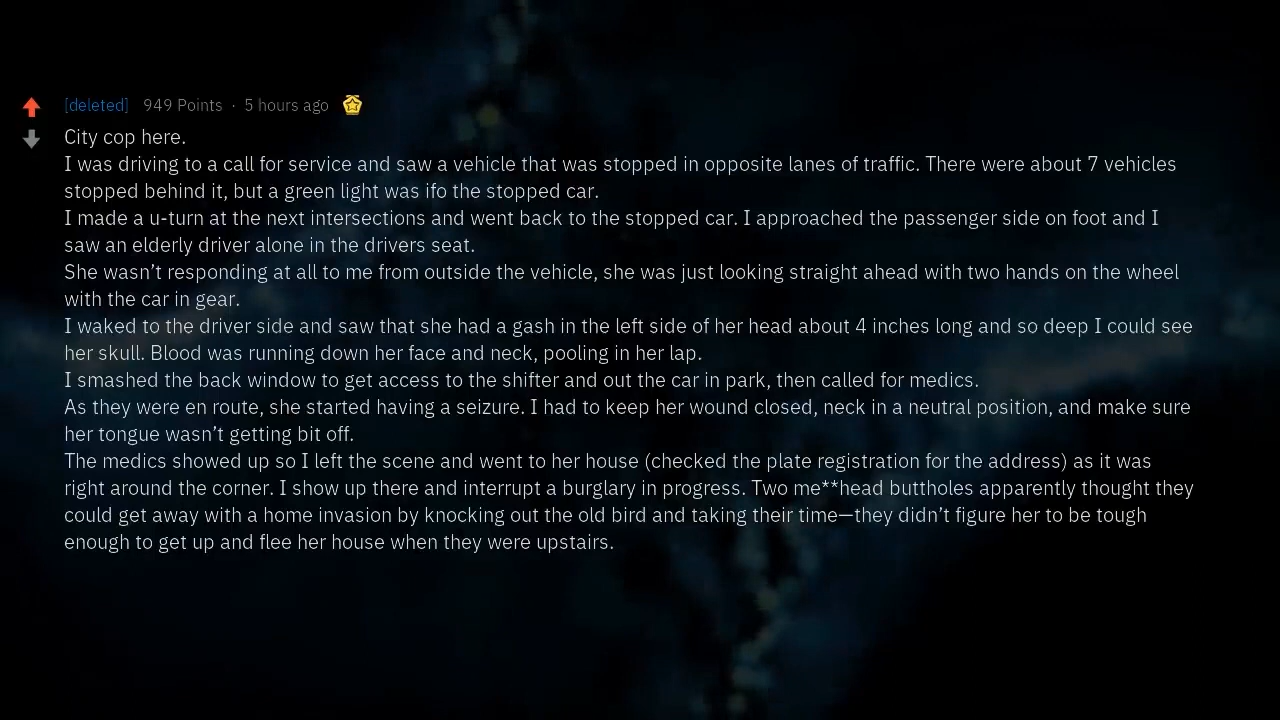 [deleted] 949 Points · 5 hours ago
City cop here.
I was driving to a call for service and saw a vehicle that was stopped in opposite lanes of traffic. There were about 7 vehicles
stopped behind it, but a green light was ifo the stopped car.
I made a u-turn at the next intersections and went back to the stopped car. I approached the passenger side on foot and I
saw an elderly driver alone in the drivers seat.
She wasn’t responding at all to me from outside the vehicle, she was just looking straight ahead with two hands on the wheel
with the car in gear.
I waked to the driver side and saw that she had a gash in the left side of her head about 4 inches long and so deep I could see
her skull. Blood was running down her face and neck, pooling in her lap.
I smashed the back window to get access to the shifter and out the car in park, then called for medics.
As they were en route, she started having a seizure. I had to keep her wound closed, neck in a neutral position, and make sure
her tongue wasn’t getting bit off.
The medics showed up so I left the scene and went to her house (checked the plate registration for the address) as it was
right around the corner. I show up there and interrupt a burglary in progress. Two me**head buttholes apparently thought they
could get away with a home invasion by knocking out the old bird and taking their time—they didn’t figure her to be tough
enough to get up and flee her house when they were upstairs.